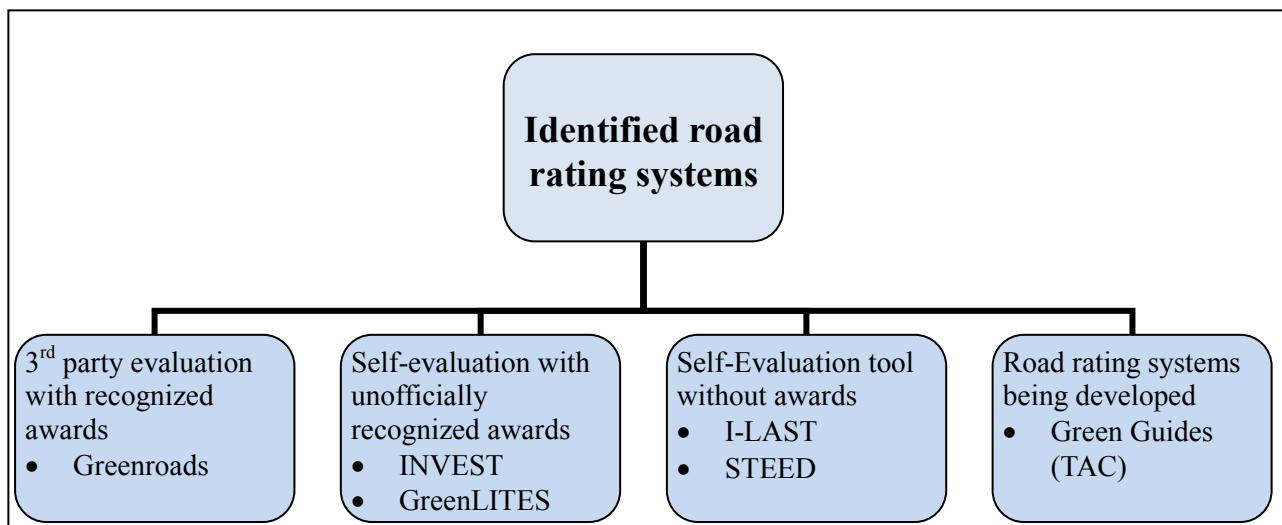 Identified road
rating systems
3rd party evaluation
with recognized
awards
• Greenroads
Self-evaluation with
unofficially
recognized awards
• INVEST
• GreenLITES
Self-Evaluation tool
without awards
• I-LAST
• STEED
Road rating systems
being developed
• Green Guides
(TAC)